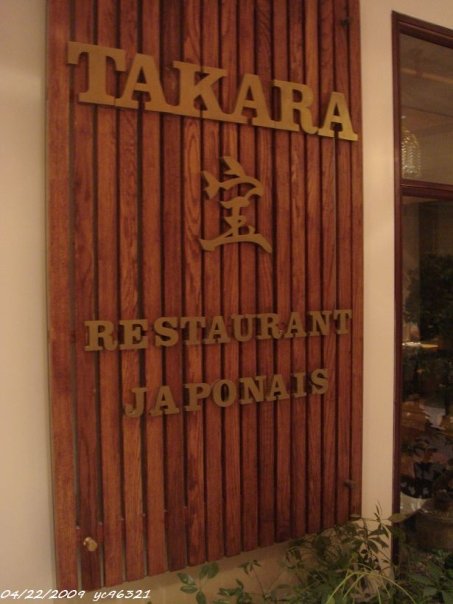 TAKARA
宝
RESTAURANT
JAPONAIS
04/22/2009 yc96321